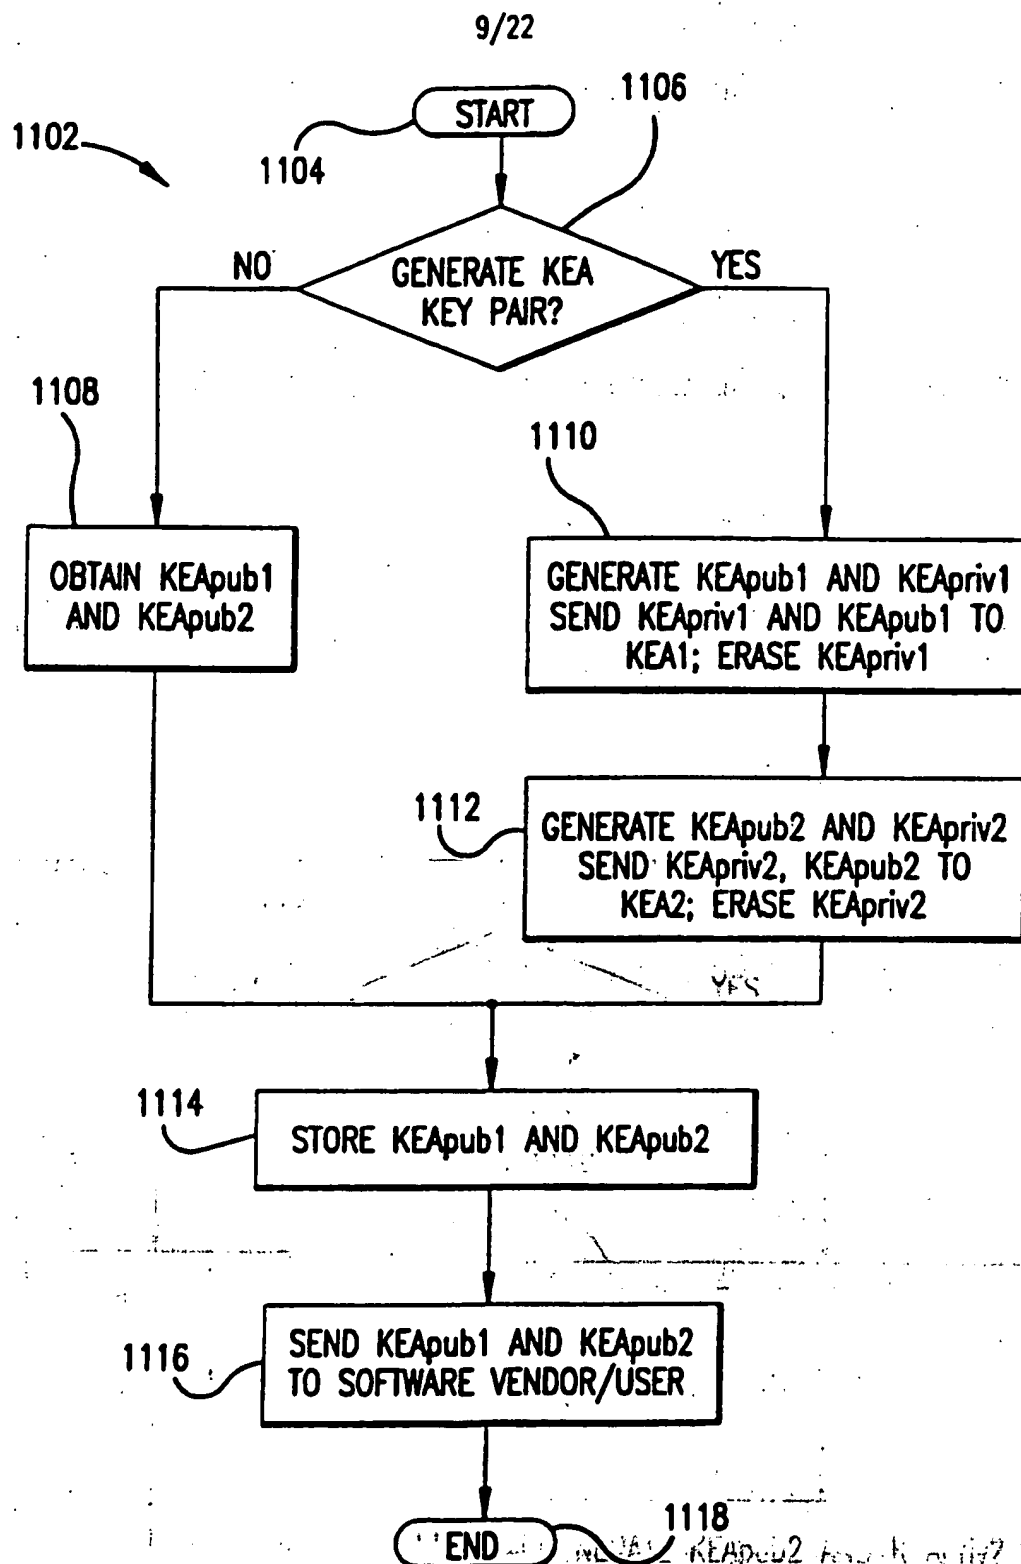 9/22
1106
START
1102
1104
NO
GENERATE KEA
KEY PAIR?
YES
1108
1110
OBTAIN KEApub1
AND KEApub2
GENERATE KEApub1 AND KEApriv1
SEND KEApriv1 AND KEApub1 TO
KEA1; ERASE KEApriv1
1112
GENERATE KEApub2 AND KEApriv2
SEND KEApriv2, KEApub2 TO
KEA2; ERASE KEApriv2
YES
1114
STORE KEApub1 AND KEApub2
1116
SEND KEApub1 AND KEApub2
TO SOFTWARE VENDOR/USER
1118
END
KEApub2